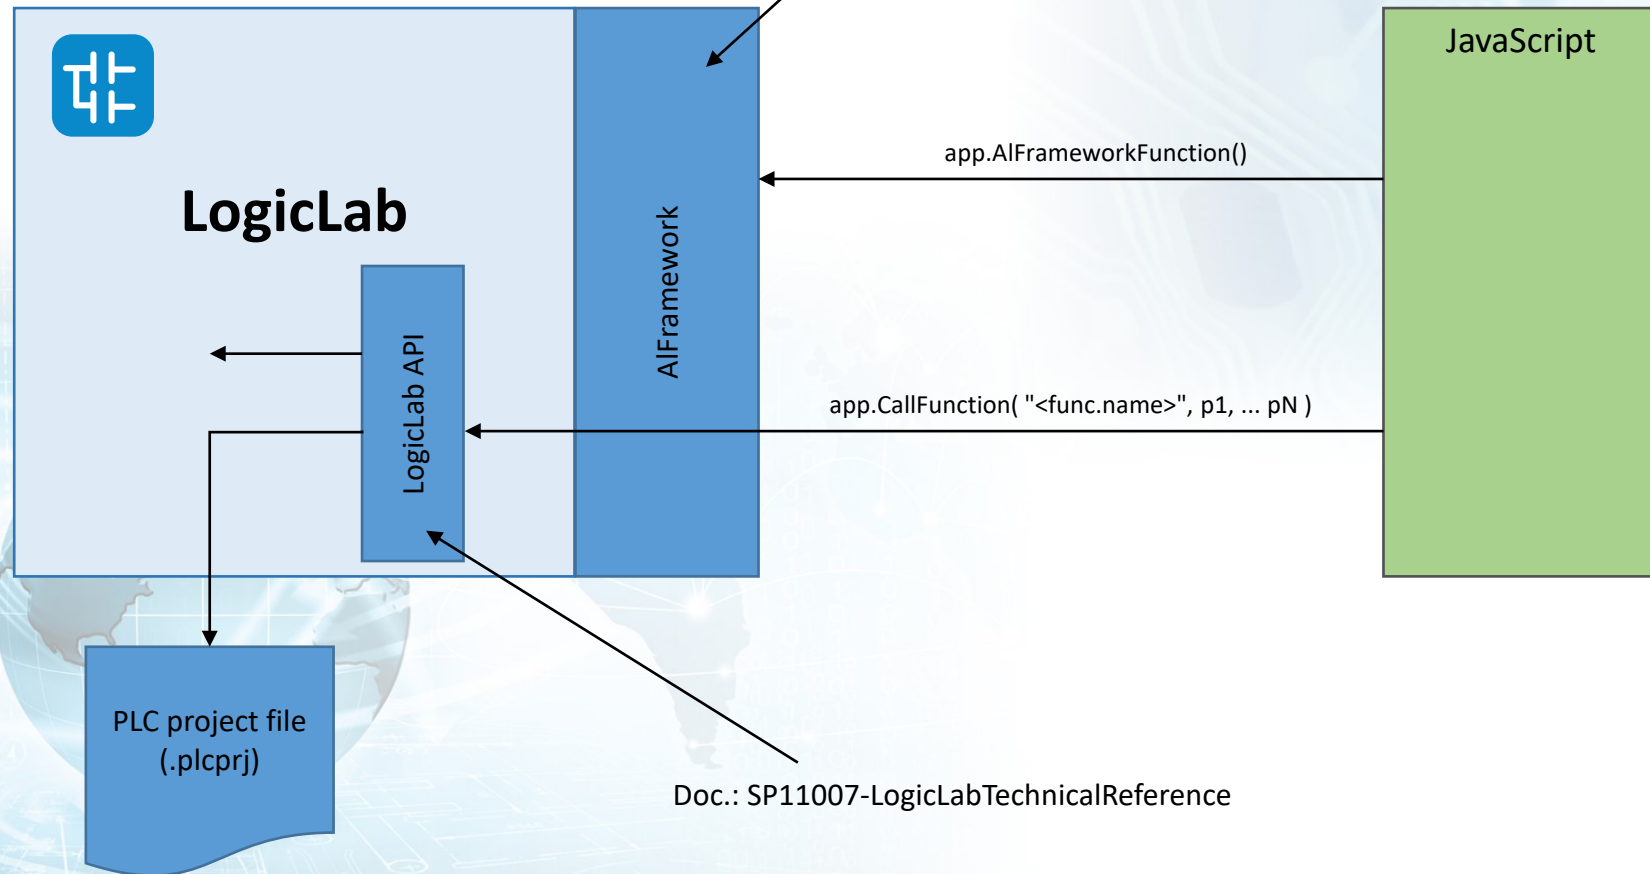 JavaScript
app.AlFrameworkFunction()
LogicLab
AlFramework
LogicLab API
app.CallFunction( "<func.name>", p1, ... pN )
PLC project file
(.plcprj)
Doc.: SP11007-LogicLabTechnicalReference